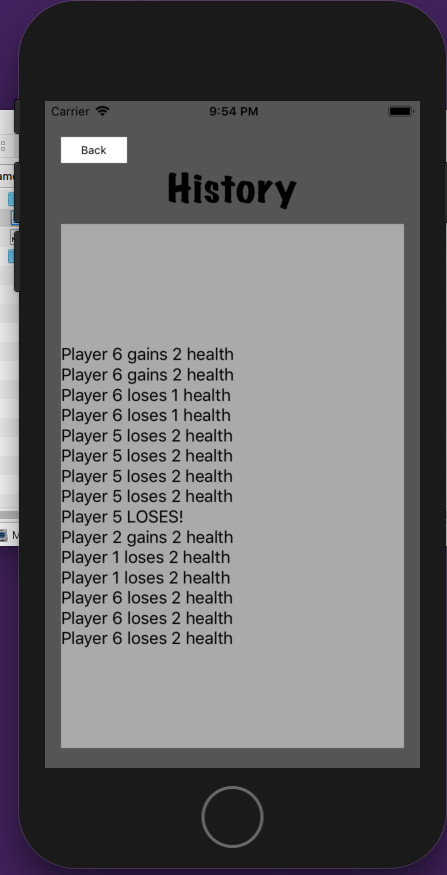 Carrier
9:54 PM
Back
History
Player 6 gains 2 health
Player 6 gains 2 health
Player 6 loses 1 health
Player 6 loses 1 health
Player 5 loses 2 health
Player 5 loses 2 health
Player 5 loses 2 health
Player 5 loses 2 health
Player 5 LOSES!
Player 2 gains 2 health
Player 1 loses 2 health
Player 1 loses 2 health
Player 6 loses 2 health
Player 6 loses 2 health
Player 6 loses 2 health